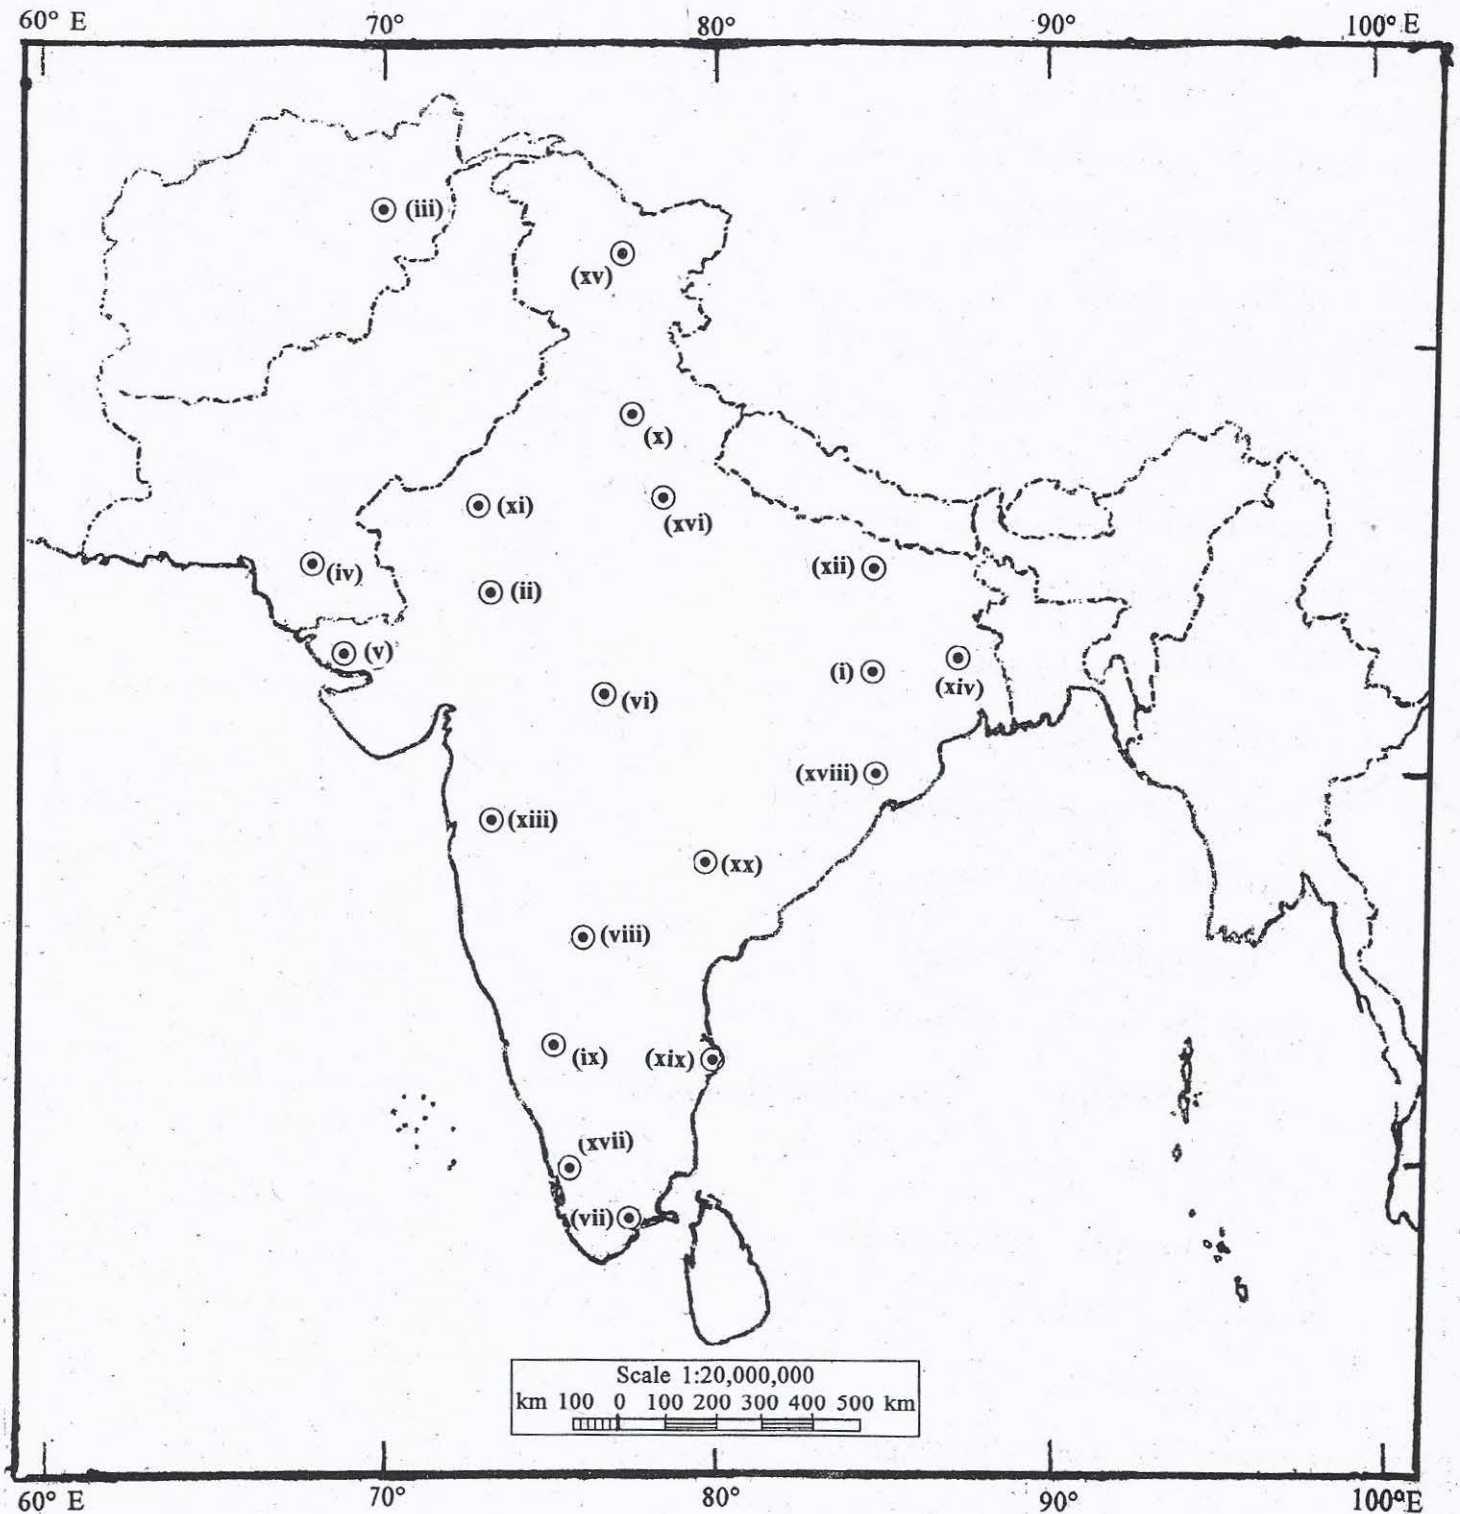 60° E 70° 80° 90° 100° E
(iii)
(xv)
(x)
(xi)
(xvi)
(iv)
(xii)
(ii)
(v)
(i)
(xiv)
(vi)
(xviii)
(xiii)
(xx)
(viii)
(ix)
(xix)
(xvii)
(vii)
Scale 1:20,000,000
km 100 0 100 200 300 400 500 km
60° E 70° 80° 90° 100°E